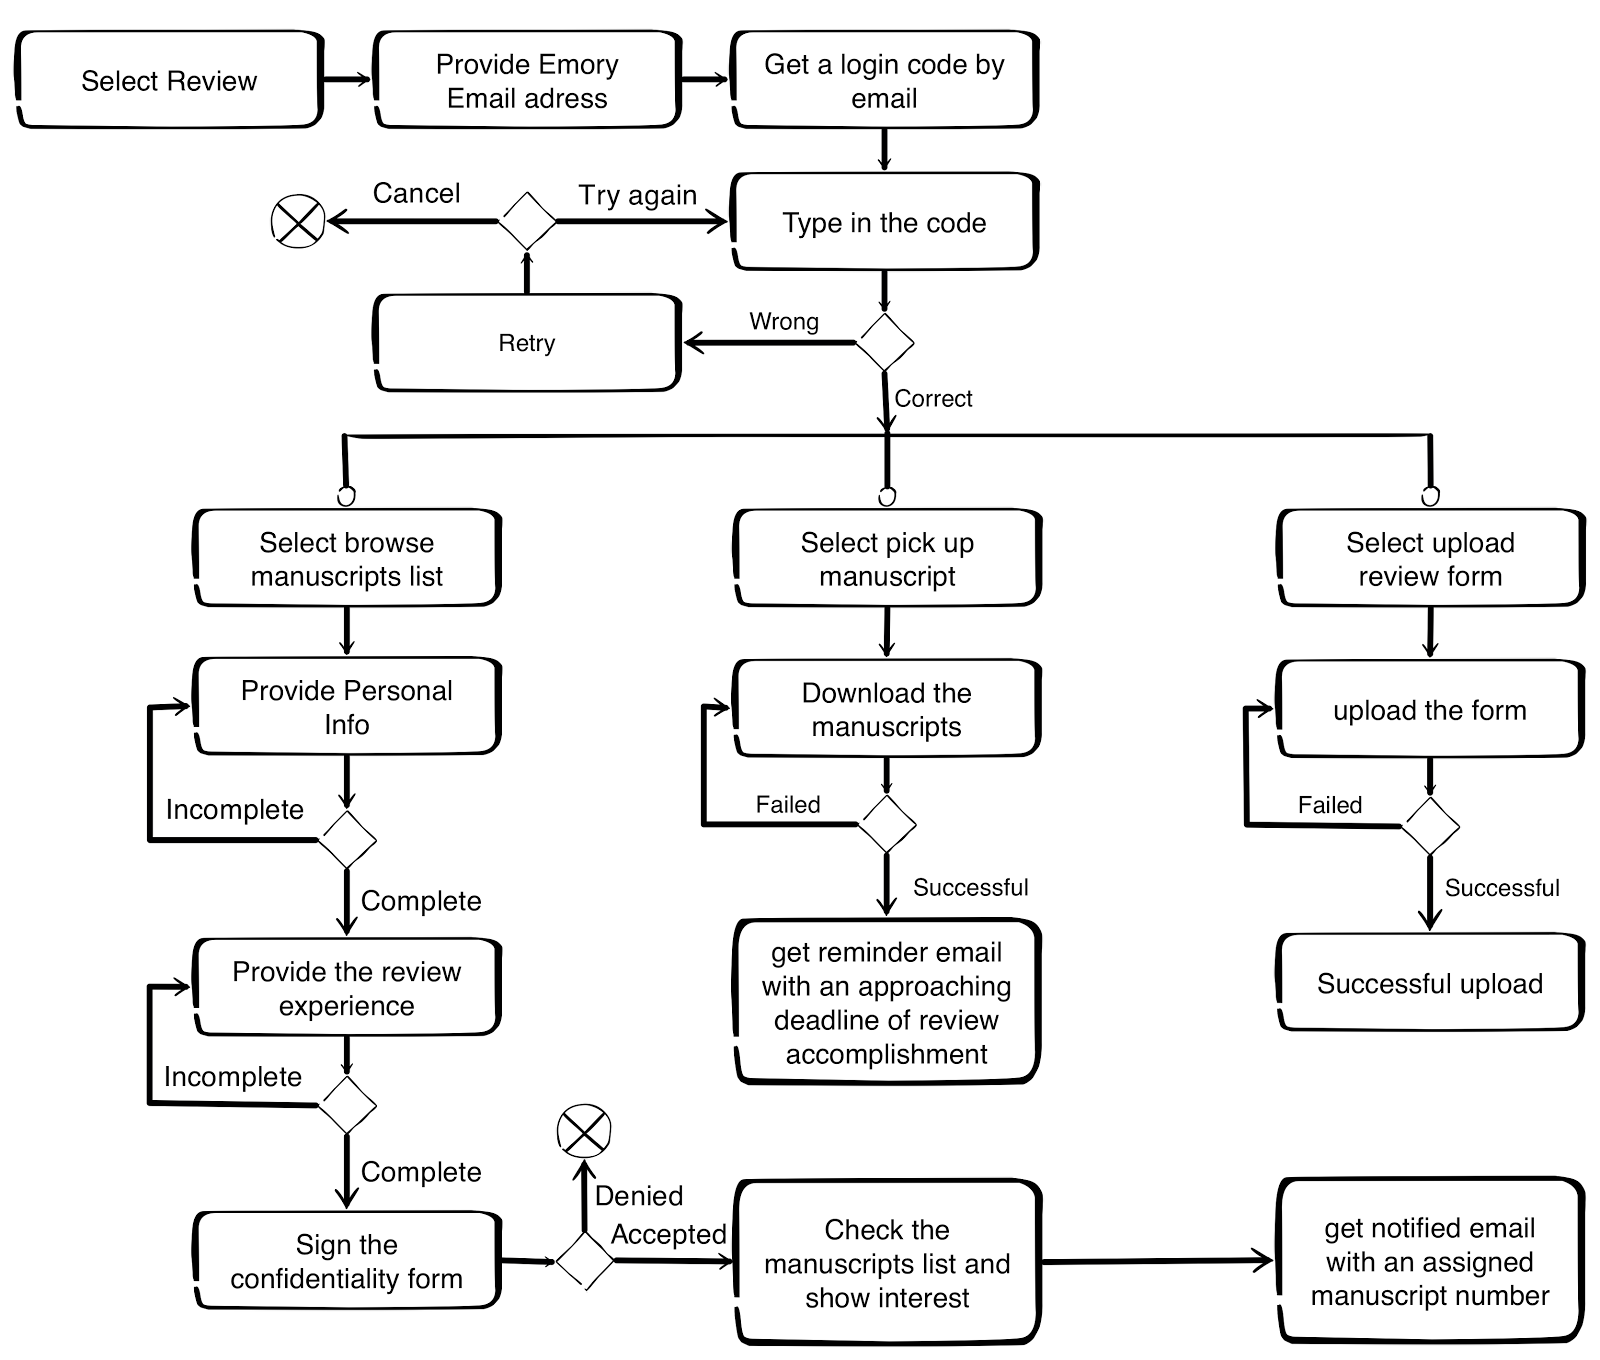 Select Review
Provide Emory
Email adress
Get a login code by
email
Cancel
Try again
Type in the code
Retry
Wrong
Correct
Select browse
manuscripts list
Select pick up
manuscript
Select upload
review form
Provide Personal
Info
Download the
manuscripts
upload the form
Incomplete
Failed
Failed
Complete
Successful
Successful
Provide the review
experience
get reminder email
with an approaching
deadline of review
accomplishment
Successful upload
Incomplete
Complete
Denied
Accepted
Sign the
confidentiality form
Check the
manuscripts list and
show interest
get notified email
with an assigned
manuscript number